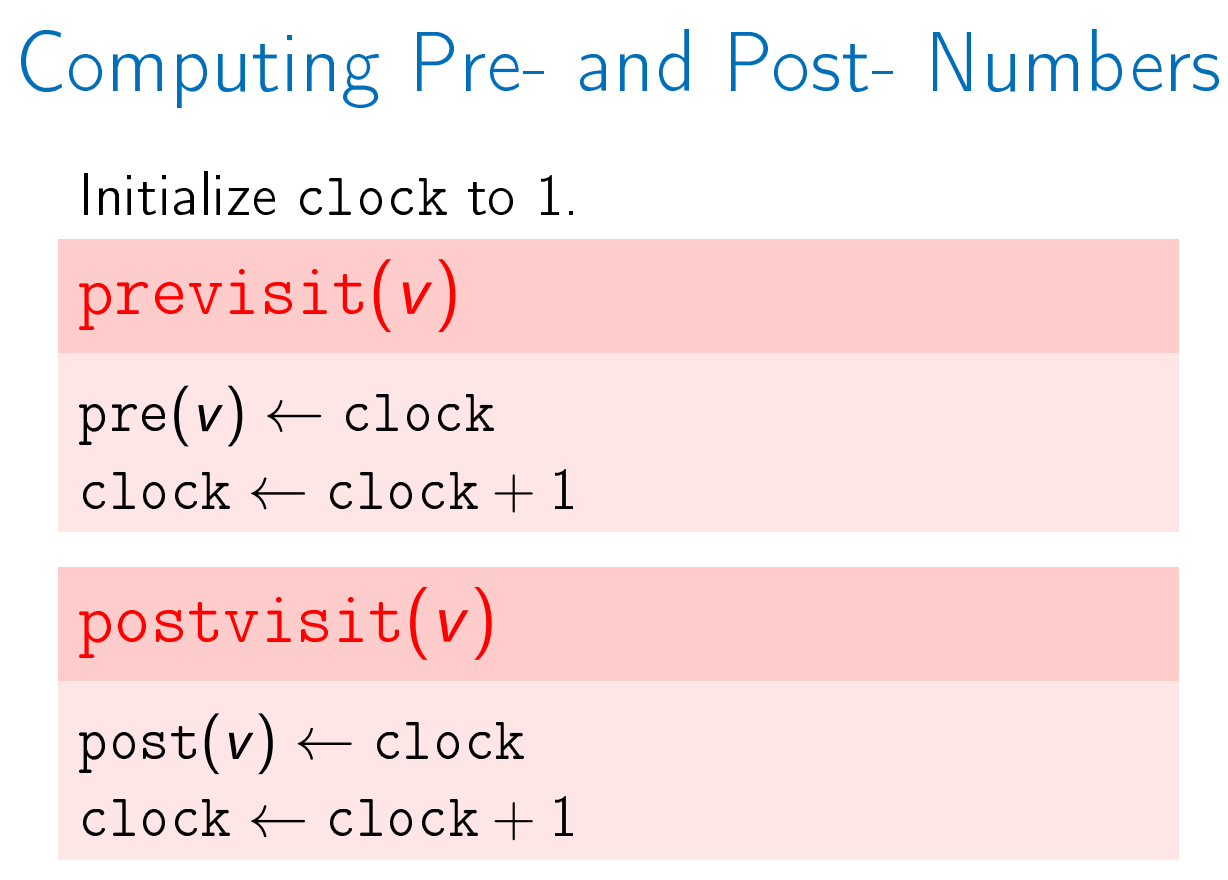 Computing Pre- and Post- Numbers
Initialize clock to 1.
previsit(v)
pre(v) ← clock
clock ← clock + 1
postvisit(v)
post(v) ← clock
clock ← clock + 1